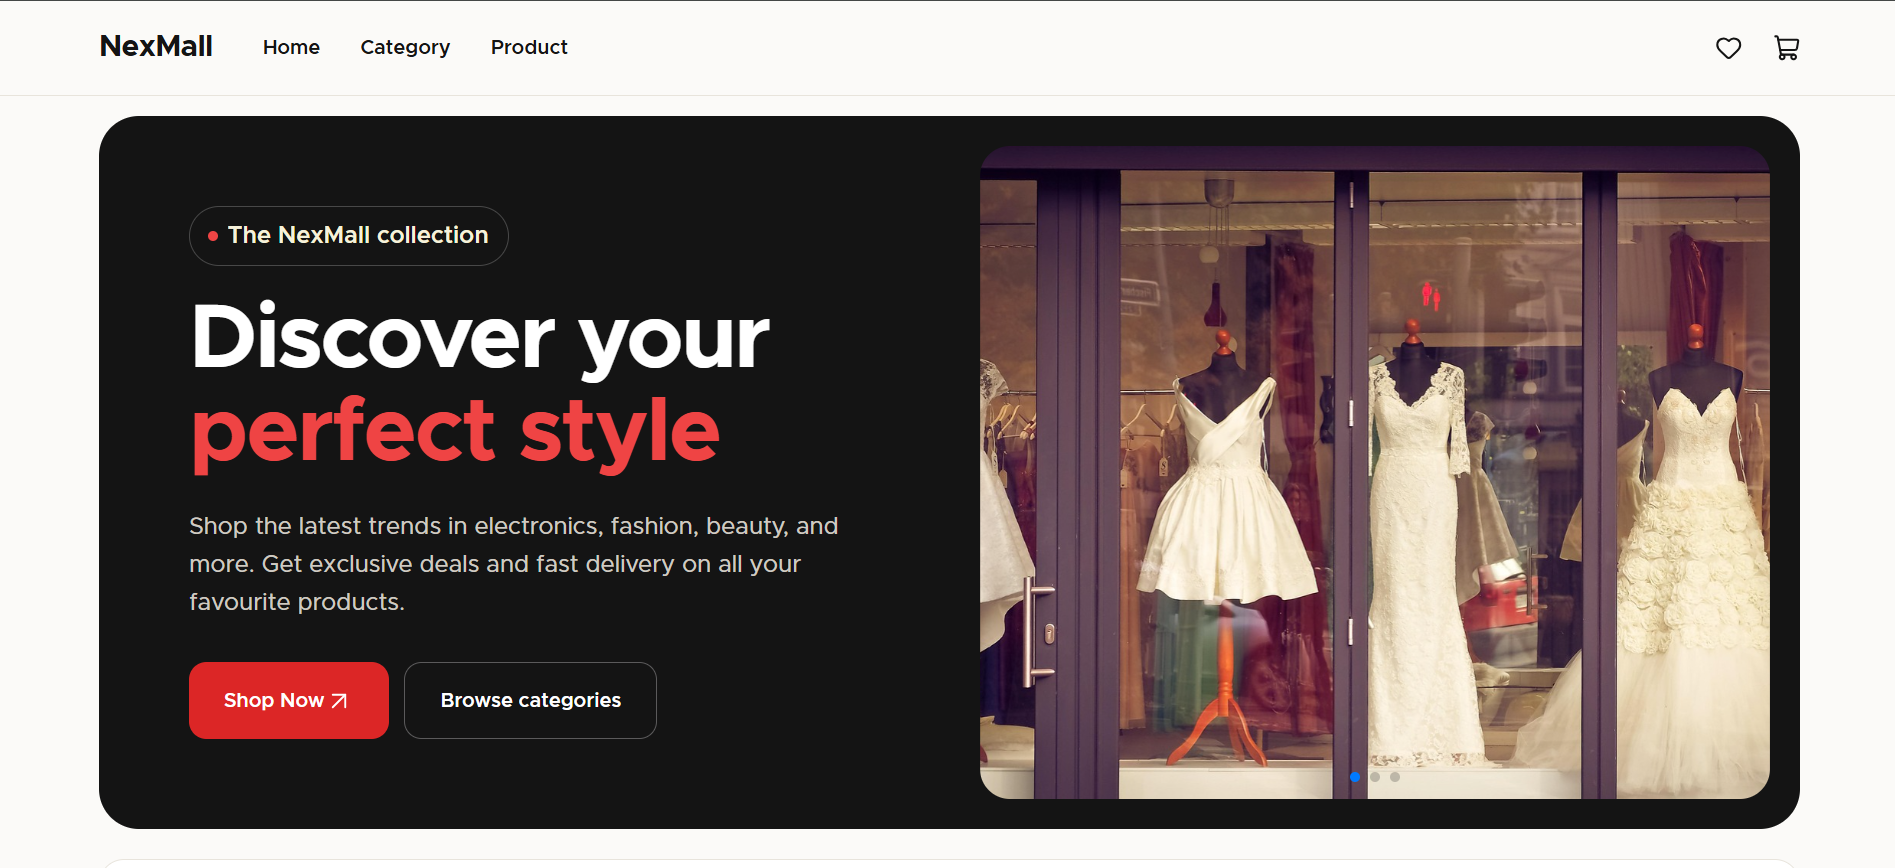 NexMall
Home
Category
Product
The NexMall collection
Discover your
perfect style
Shop the latest trends in electronics, fashion, beauty, and
more. Get exclusive deals and fast delivery on all your
favourite products.
Shop Now
Browse categories